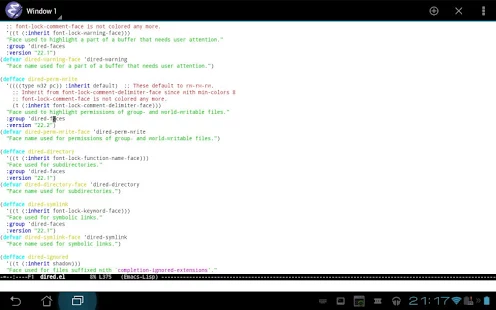 Window 1
:: font-lock-comment-face is not colored any more.
'((t (:inherit font-lock-warning-face)))
"Face used to highlight a part of a buffer that needs user attention."
:group 'dired-faces
:version "22.1")
(defvar dired-warning-face 'dired-warning
"Face name used for a part of a buffer that needs user attention.")
(defface dired-perm-write
'((((type w32 pc)) (:inherit default)  :: These default to rw-rw-rw.
:: Inherit from font-lock-comment-delimiter-face since with min-colors 8
:: font-lock-comment-face is not colored any more.
(t (:inherit font-lock-comment-delimiter-face)))
"Face used to highlight permissions of group- and world-writable files."
:group 'dired-faces
:version "22.2")
(defvar dired-perm-write-face 'dired-perm-write
"Face name used for permissions of group- and world-writable files.")
(defface dired-directory
'((t (:inherit font-lock-function-name-face)))
"Face used for subdirectories."
:group 'dired-faces
:version "22.1")
(defvar dired-directory-face 'dired-directory
"Face name used for subdirectories.")
(defface dired-symlink
'((t (:inherit font-lock-keyword-face)))
"Face used for symbolic links."
:group 'dired-faces
:version "22.1")
(defvar dired-symlink-face 'dired-symlink
"Face name used for symbolic links.")
(defface dired-ignored
'((t (:inherit shadow)))
"Face used for files suffixed with `completion-ignored-extensions'."
-=--:----F1  dired.el       8% L375   (Emacs-Lisp)
21:17